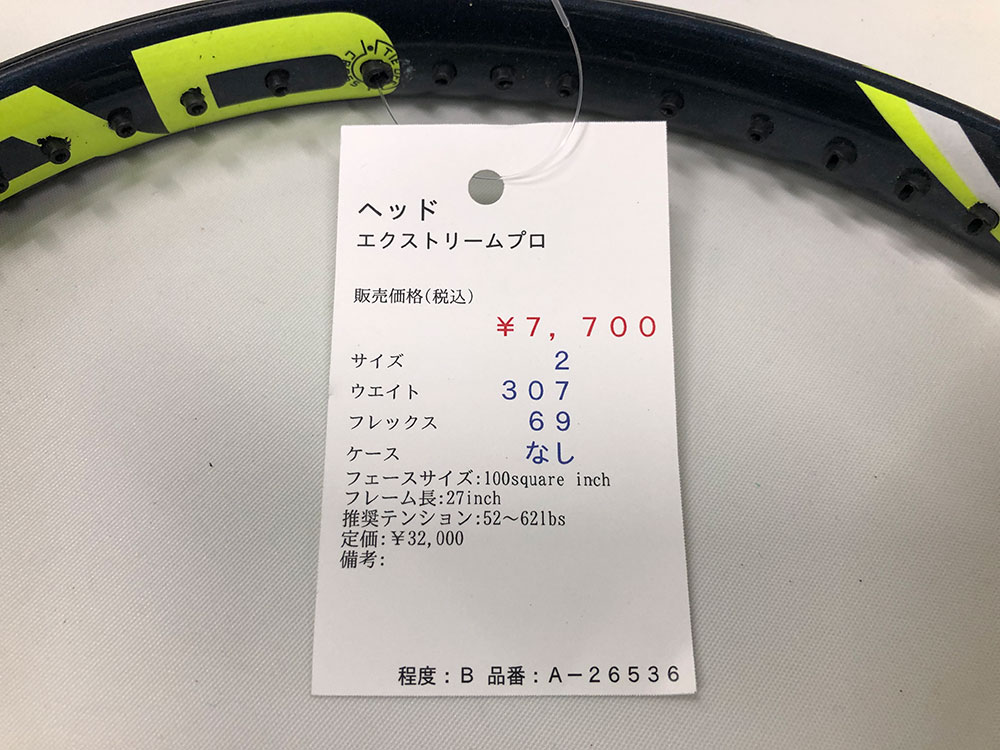 ヘッド
エクストリームプロ
販売価格(税込)
￥７，７００
サイズ ２
ウエイト ３０７
フレックス ６９
ケース なし
フェースサイズ:100square inch
フレーム長:27inch
推奨テンション:52～62lbs
定価:￥32,000
備考:
程度：Ｂ 品番：Ａ－２６５３６